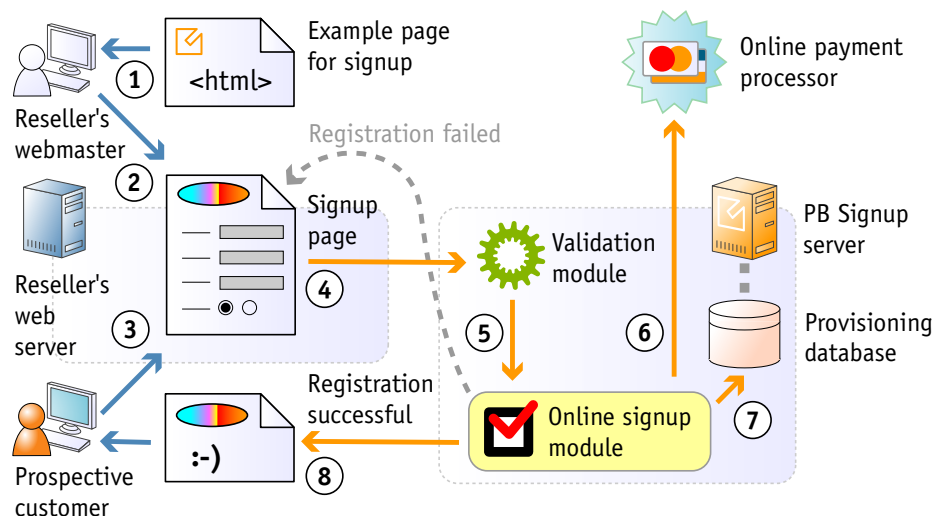 Example page
for signup
<html>
1
Online payment
processor
Reseller's
webmaster
2
Registration failed
Signup
page
PB Signup
server
Validation
module
Reseller's
web
server
3
4
5
6
Provisioning
database
Registration
successful
Online signup
module
7
:-)
8
Prospective
customer